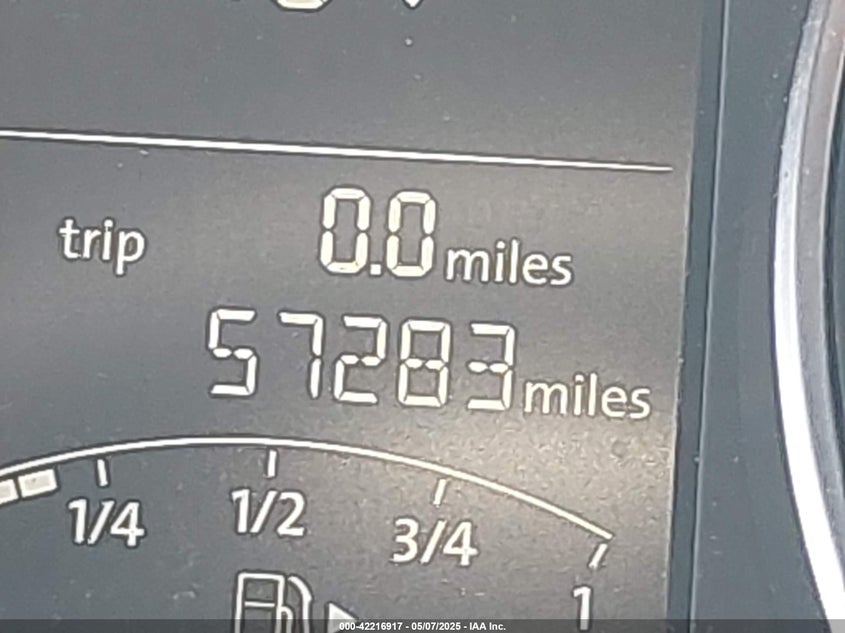 trip 0.0 miles
57283 miles
1/4 1/2 3/4 1
000-42216917 - 05/07/2025 - IAA Inc.